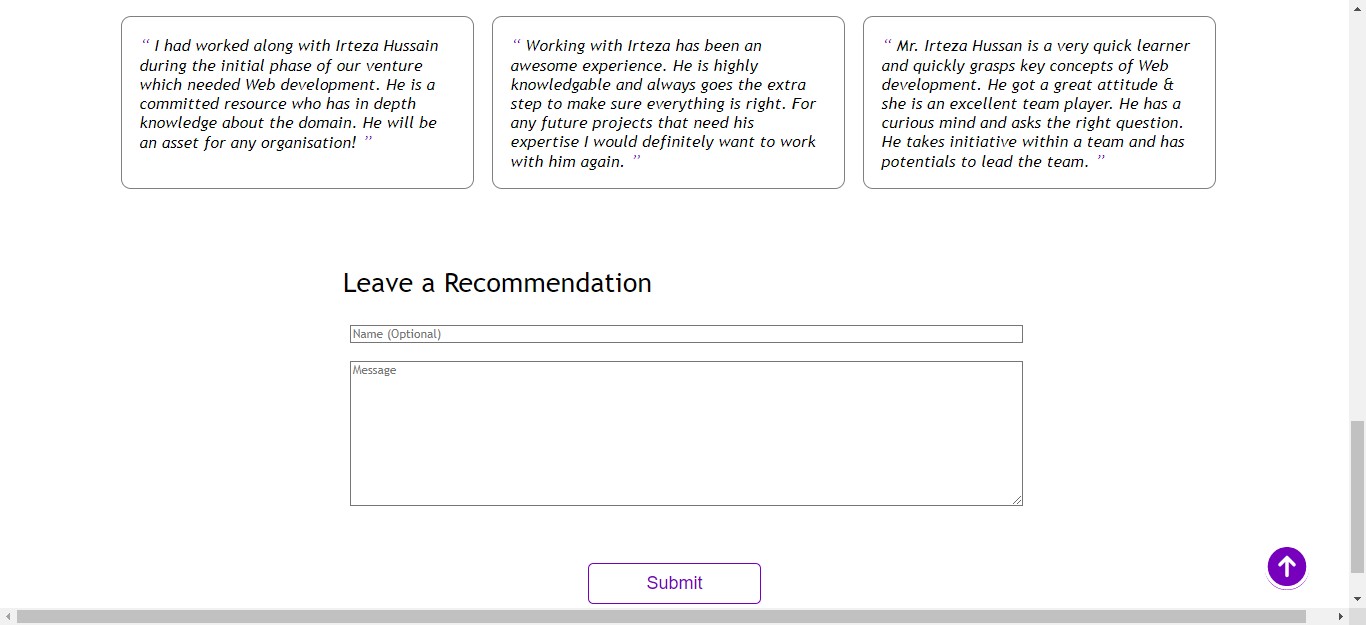 “ I had worked along with Irteza Hussain
during the initial phase of our venture
which needed Web development. He is a
committed resource who has in depth
knowledge about the domain. He will be
an asset for any organisation! ”
“ Working with Irteza has been an
awesome experience. He is highly
knowledgable and always goes the extra
step to make sure everything is right. For
any future projects that need his
expertise I would definitely want to work
with him again. ”
“ Mr. Irteza Hussan is a very quick learner
and quickly grasps key concepts of Web
development. He got a great attitude &
she is an excellent team player. He has a
curious mind and asks the right question.
He takes initiative within a team and has
potentials to lead the team. ”
Leave a Recommendation
Name (Optional)
Message
Submit